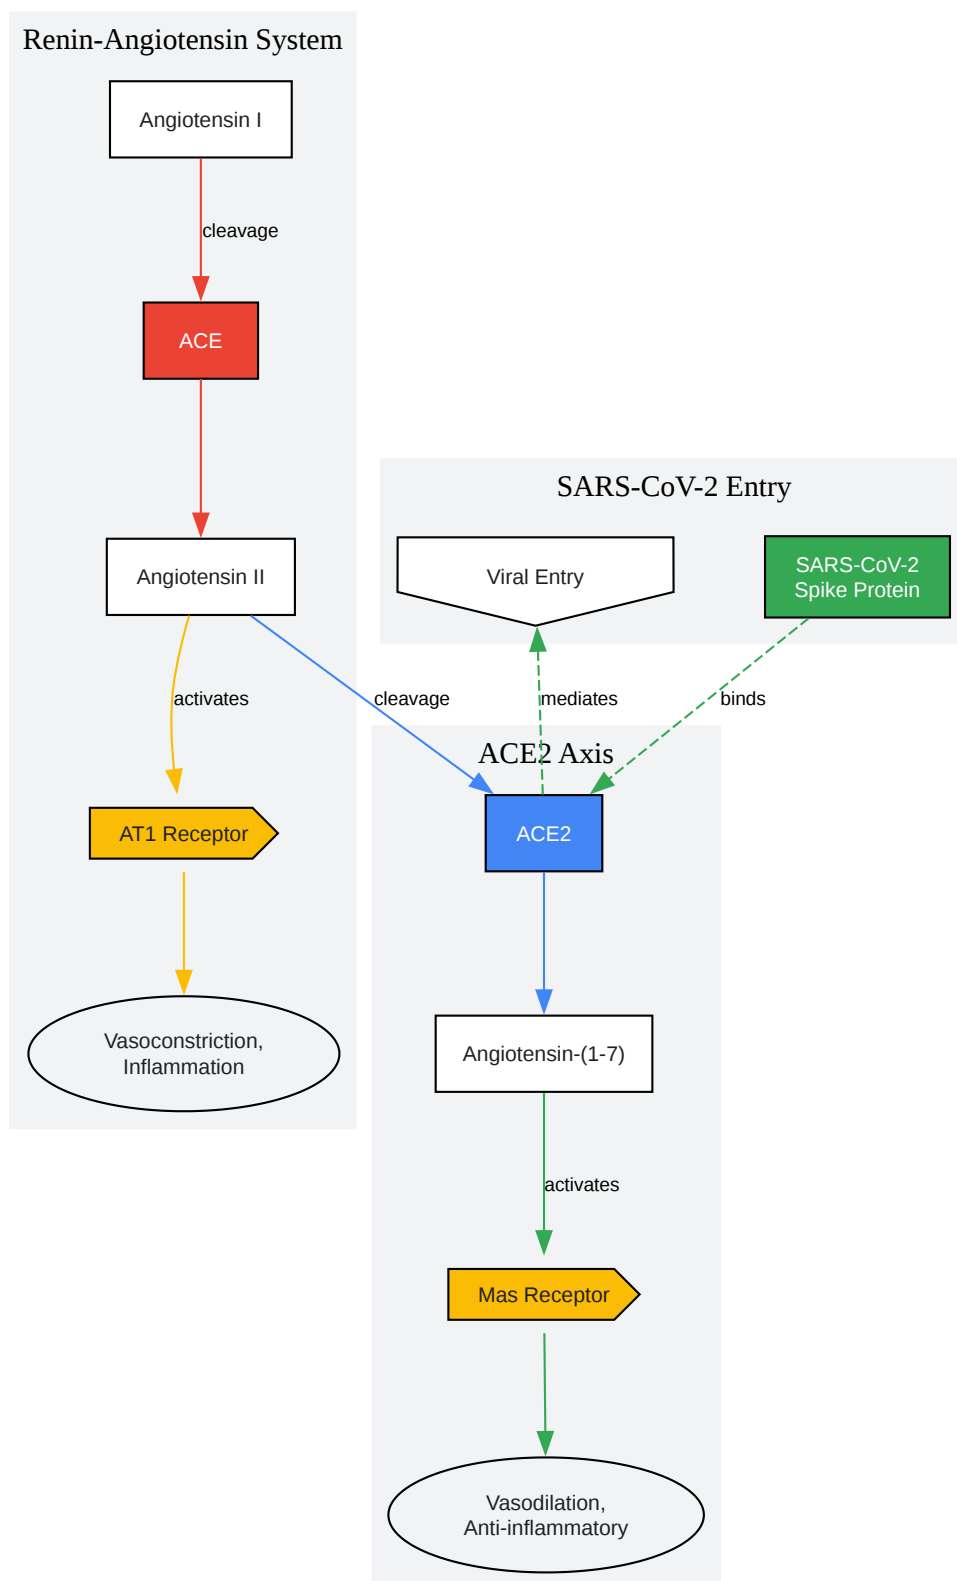 Renin-Angiotensin System
Angiotensin I
cleavage
ACE
Angiotensin II
activates
AT1 Receptor
Vasoconstriction,
Inflammation
SARS-CoV-2 Entry
Viral Entry
SARS-CoV-2
Spike Protein
cleavage
mediates
binds
ACE2 Axis
ACE2
Angiotensin-(1-7)
activates
Mas Receptor
Vasodilation,
Anti-inflammatory